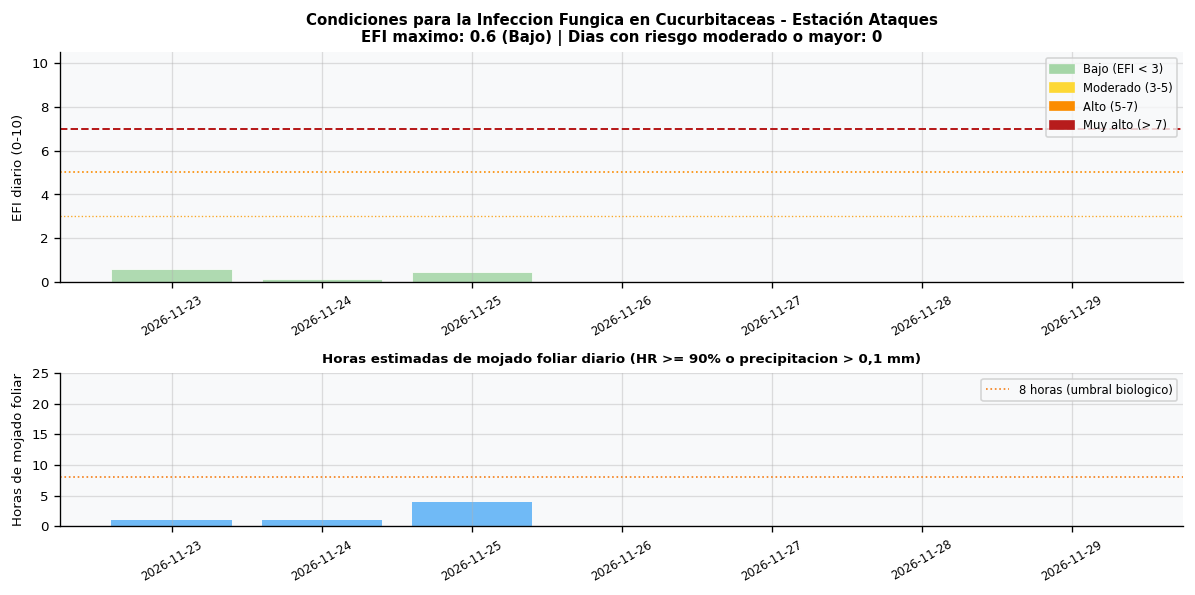 Condiciones para la Infeccion Fungica en Cucurbitaceas - Estación Ataques
EFI maximo: 0.6 (Bajo) | Dias con riesgo moderado o mayor: 0
EFI diario (0-10)
10
8
6
4
2
0
Bajo (EFI < 3)
Moderado (3-5)
Alto (5-7)
Muy alto (> 7)
2026-11-23
2026-11-24
2026-11-25
2026-11-26
2026-11-27
2026-11-28
2026-11-29
Horas estimadas de mojado foliar diario (HR >= 90% o precipitacion > 0,1 mm)
Horas de mojado foliar
25
20
15
10
5
0
8 horas (umbral biologico)
2026-11-23
2026-11-24
2026-11-25
2026-11-26
2026-11-27
2026-11-28
2026-11-29